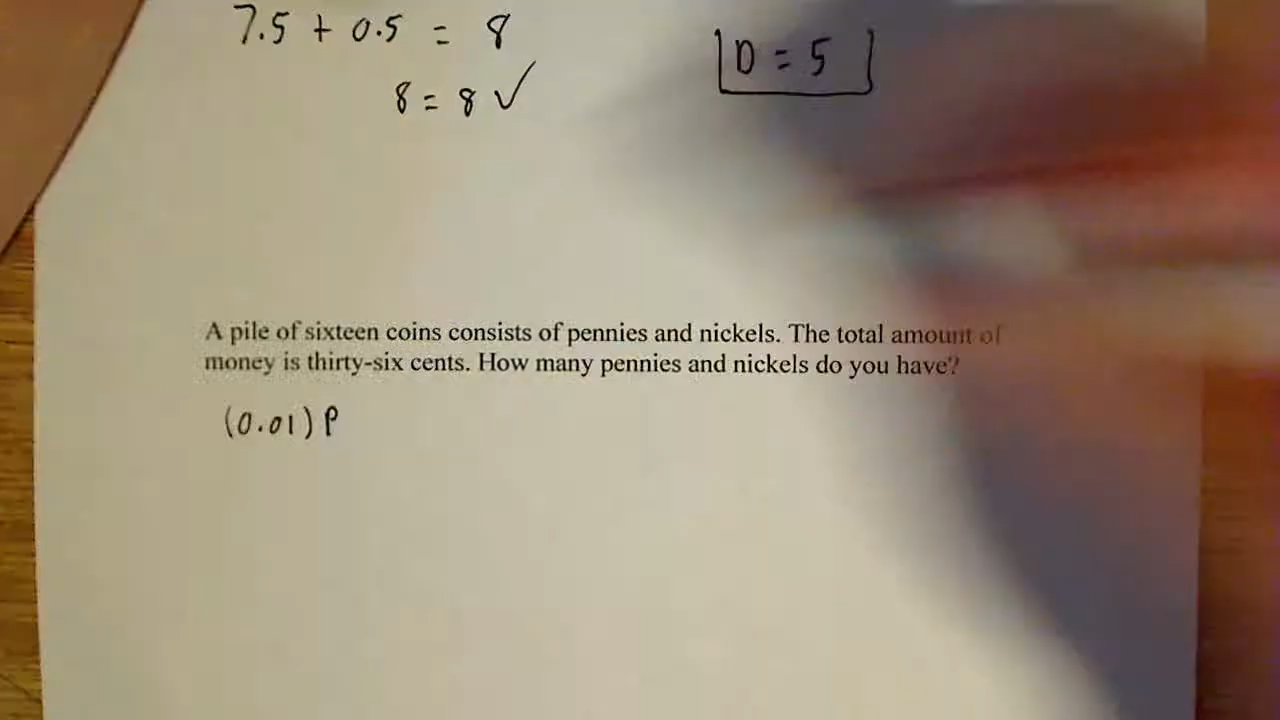 7.5 + 0.5 = 8
8 = 8 ✓
D = 5
A pile of sixteen coins consists of pennies and nickels. The total amount of
money is thirty-six cents. How many pennies and nickels do you have?
(0.01) P